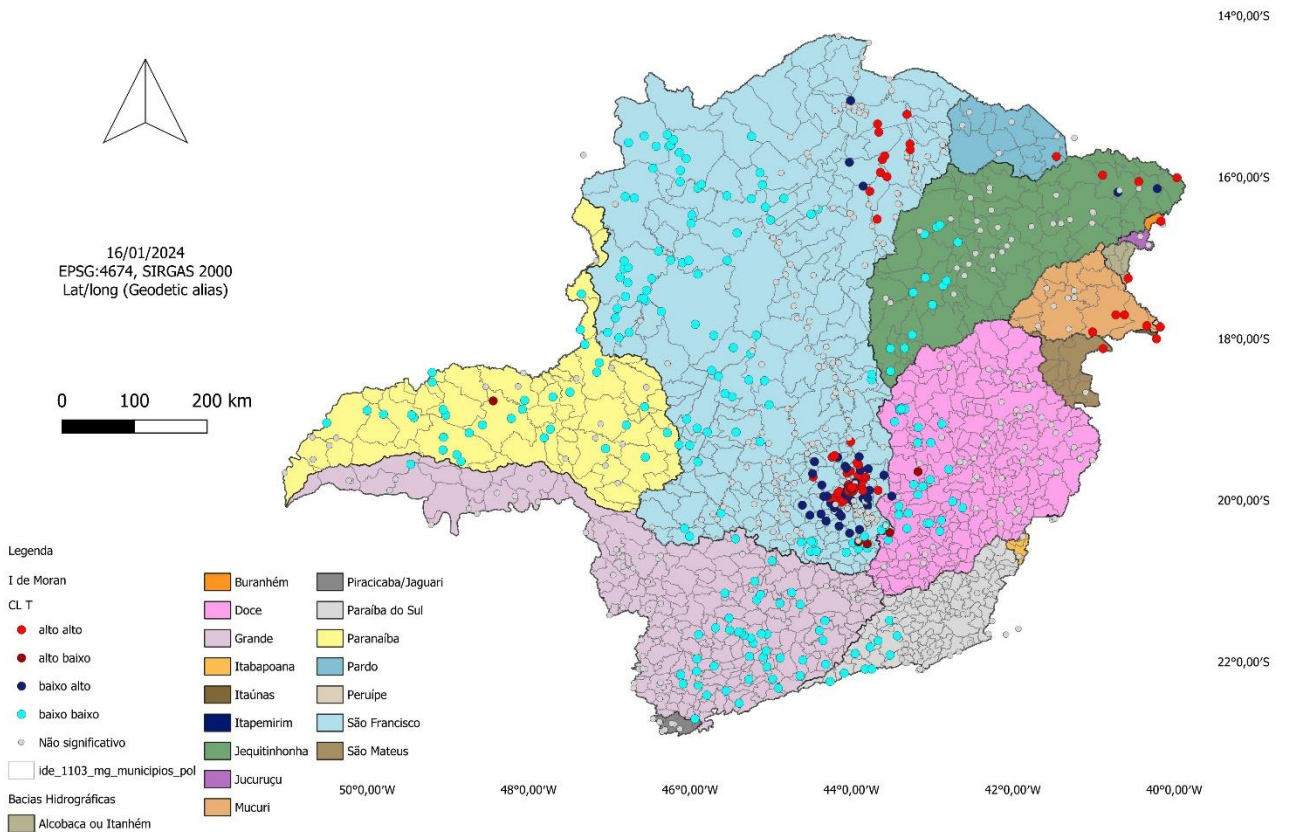 14°0,00'S
16°0,00'S
16/01/2024
EPSG:4674, SIRGAS 2000
Lat/long (Geodetic alias)
18°0,00'S
0 100 200 km
20°0,00'S
22°0,00'S
50°0,00'W 48°0,00'W 46°0,00'W 44°0,00'W 42°0,00'W 40°0,00'W
Legenda
I de Moran
CL T
alto alto
alto baixo
baixo alto
baixo baixo
Não significativo
ide_1103_mg_municipios_pol
Bacias Hidrográficas
Alcobaca ou Itanhém
Buranhém
Doce
Grande
Itabapoana
Itaúnas
Itapemirim
Jequitinhonha
Jucuruçu
Mucuri
Piracicaba/Jaguari
Paraíba do Sul
Paranaíba
Pardo
Peruípe
São Francisco
São Mateus